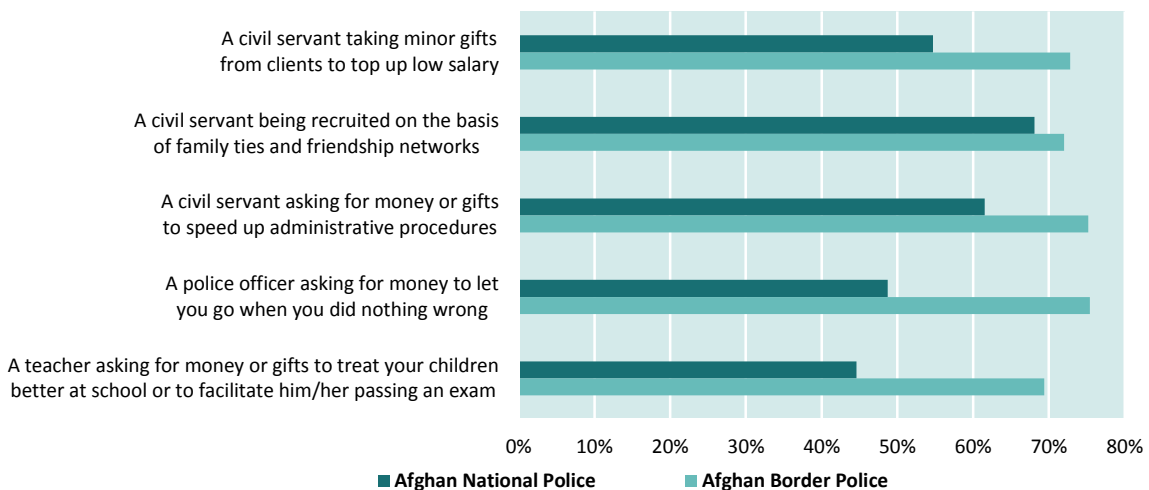 A civil servant taking minor gifts
from clients to top up low salary
A civil servant being recruited on the basis
of family ties and friendship networks
A civil servant asking for money or gifts
to speed up administrative procedures
A police officer asking for money to let
you go when you did nothing wrong
A teacher asking for money or gifts to treat your children
better at school or to facilitate him/her passing an exam
0% 10% 20% 30% 40% 50% 60% 70% 80%
Afghan National Police Afghan Border Police